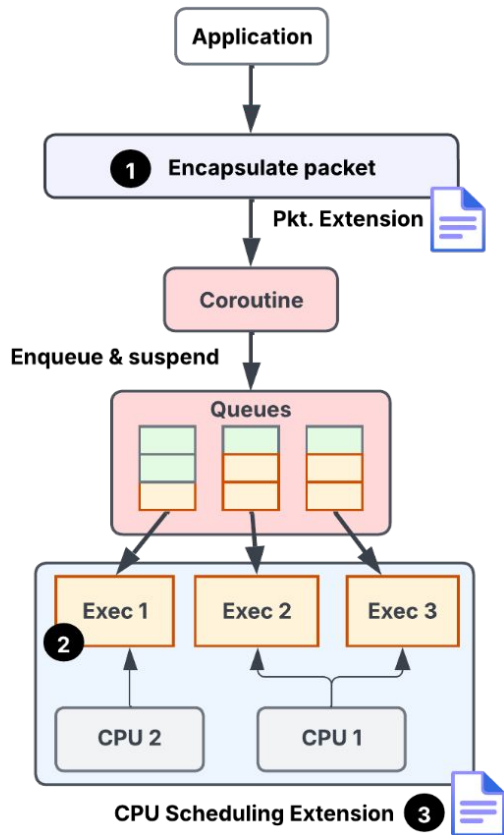 Application
1 Encapsulate packet
Pkt. Extension
Coroutine
Enqueue & suspend
Queues
Exec 1 Exec 2 Exec 3
2
CPU 2 CPU 1
CPU Scheduling Extension 3